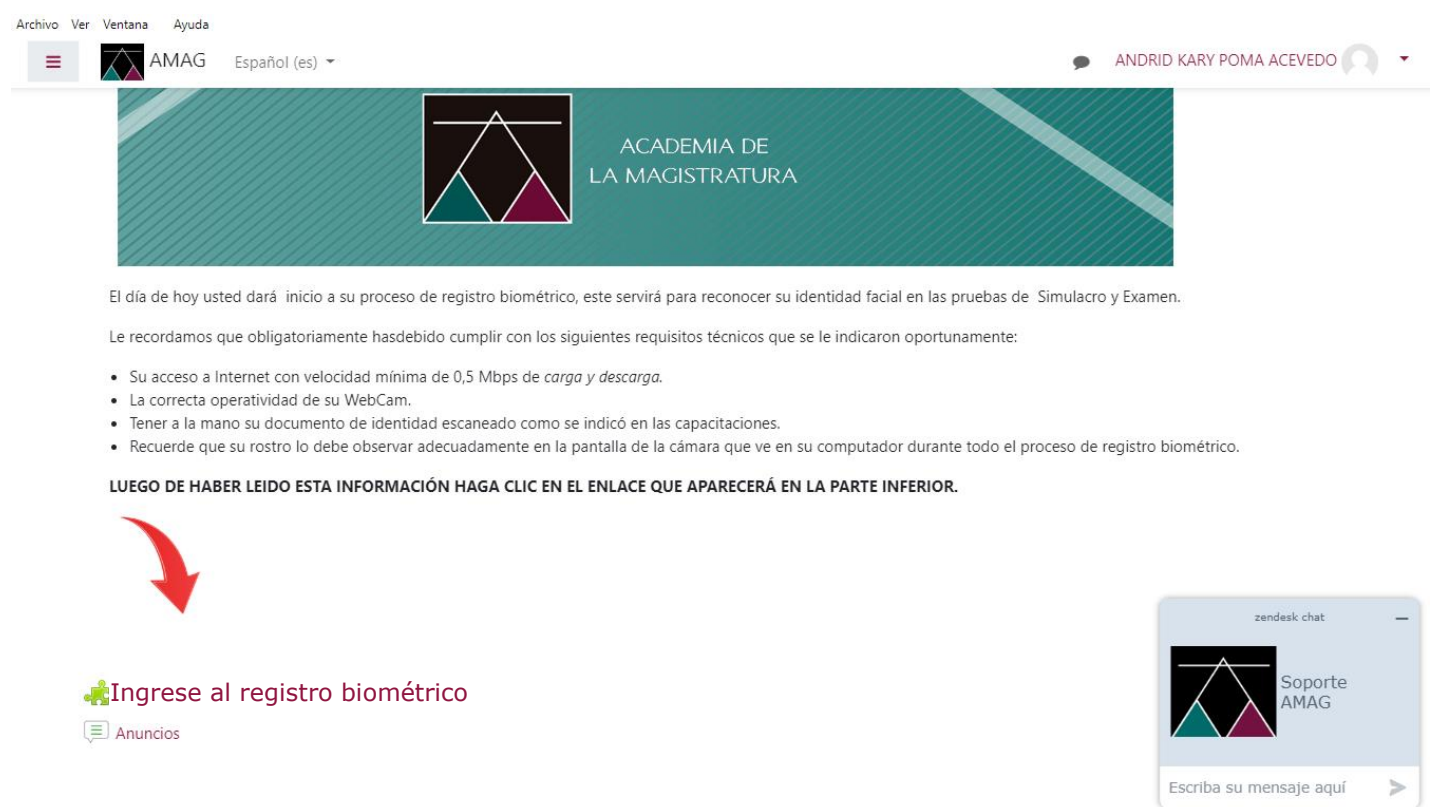 Archivo Ver Ventana Ayuda
AMAG Español (es)
ANDRID KARY POMA ACEVEDO
ACADEMIA DE
LA MAGISTRATURA
El día de hoy usted dará inicio a su proceso de registro biométrico, este servirá para reconocer su identidad facial en las pruebas de Simulacro y Examen.
Le recordamos que obligatoriamente hasdebido cumplir con los siguientes requisitos técnicos que se le indicaron oportunamente:
• Su acceso a Internet con velocidad mínima de 0,5 Mbps de carga y descarga.
• La correcta operatividad de su WebCam.
• Tener a la mano su documento de identidad escaneado como se indicó en las capacitaciones.
• Recuerde que su rostro lo debe observar adecuadamente en la pantalla de la cámara que ve en su computador durante todo el proceso de registro biométrico.
LUEGO DE HABER LEIDO ESTA INFORMACIÓN HAGA CLIC EN EL ENLACE QUE APARECERÁ EN LA PARTE INFERIOR.
Ingrese al registro biométrico
Anuncios
zendesk chat
Soporte
AMAG
Escriba su mensaje aquí